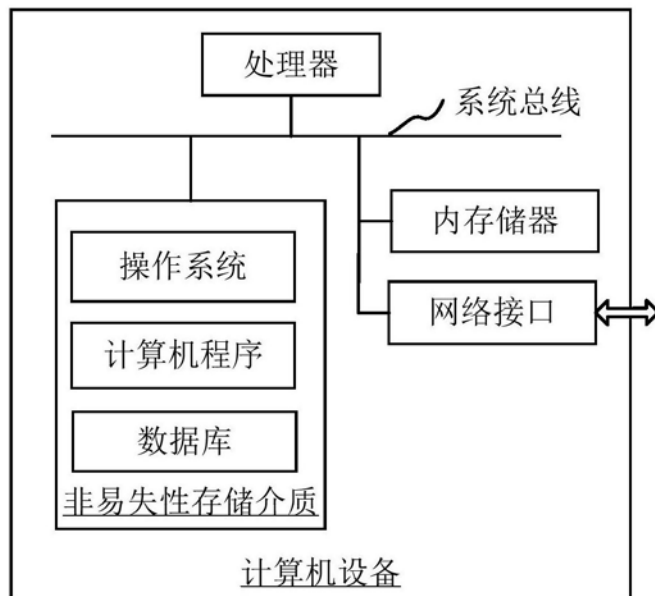 处理器
系统总线
内存储器
操作系统
网络接口
计算机程序
数据库
非易失性存储介质
计算机设备